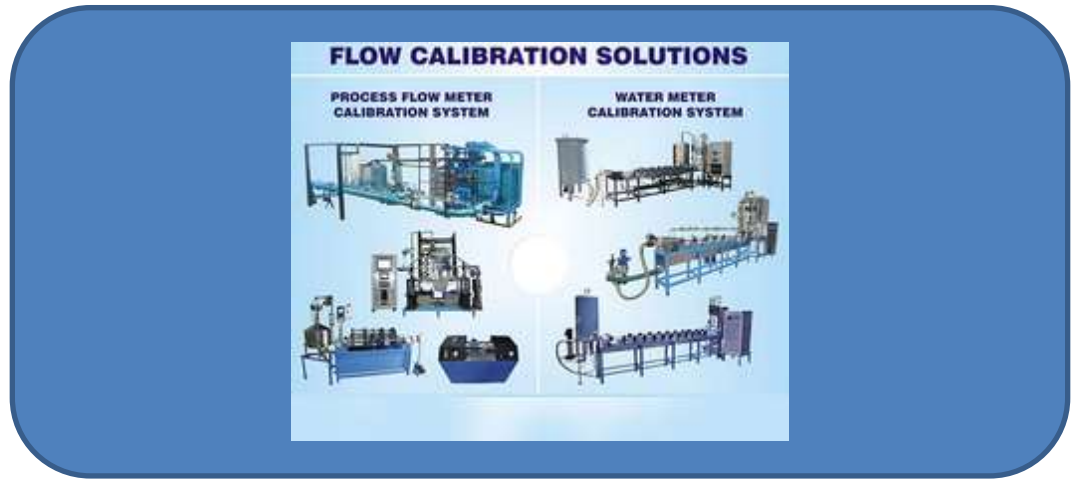 FLOW CALIBRATION SOLUTIONS
PROCESS FLOW METER
CALIBRATION SYSTEM
WATER METER
CALIBRATION SYSTEM